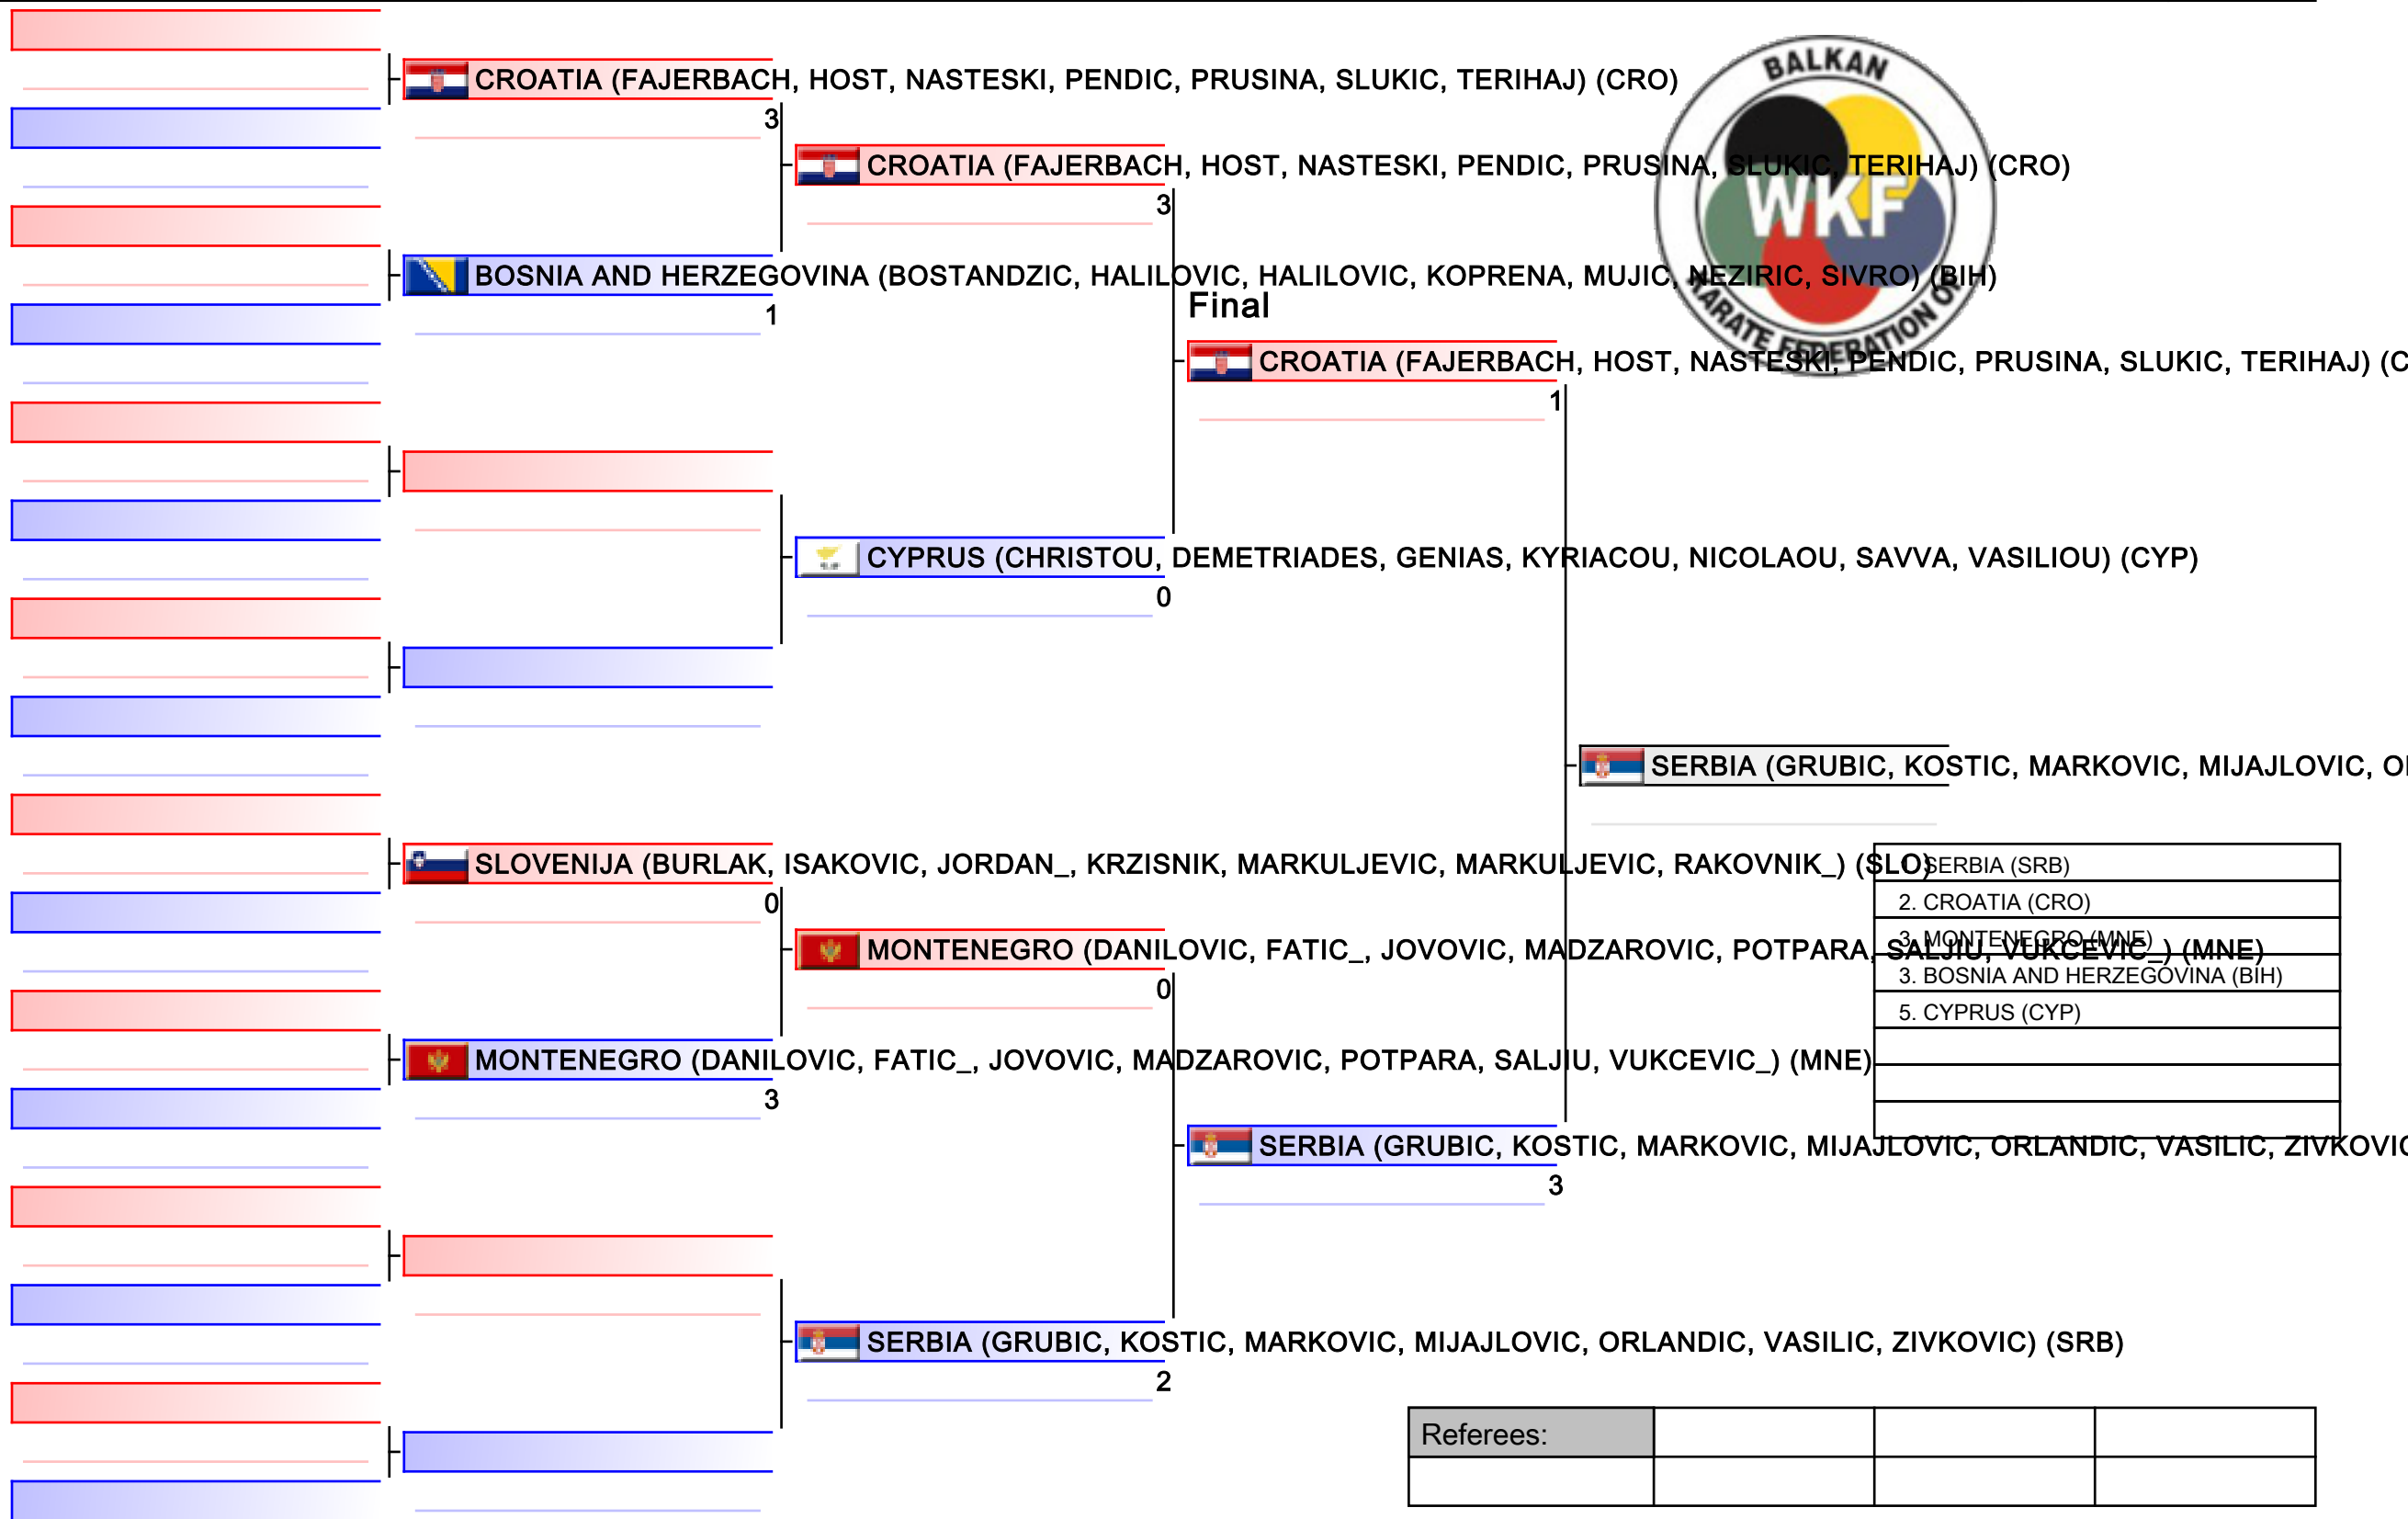 CROATIA (FAJERBACH, HOST, NASTESKI, PENDIC, PRUSINA, SLUKIC, TERIHAJ) (CRO)
3
BALKAN
WKF
KARATE FEDERATION OF
CROATIA (FAJERBACH, HOST, NASTESKI, PENDIC, PRUSINA, SLUKIC, TERIHAJ) (CRO)
3
BOSNIA AND HERZEGOVINA (BOSTANDZIC, HALILOVIC, HALILOVIC, KOPRENA, MUJIC, NEZIRIC, SIVRO) (BIH)
1
Final
CROATIA (FAJERBACH, HOST, NASTESKI, PENDIC, PRUSINA, SLUKIC, TERIHAJ) (C
1
CYPRUS (CHRISTOU, DEMETRIADES, GENIAS, KYRIACOU, NICOLAOU, SAVVA, VASILIOU) (CYP)
0
SERBIA (GRUBIC, KOSTIC, MARKOVIC, MIJAJLOVIC, O
SLOVENIJA (BURLAK, ISAKOVIC, JORDAN_, KRZISNIK, MARKULJEVIC, MARKULJEVIC, RAKOVNIK_) (SLO)
0
SERBIA (SRB)
2. CROATIA (CRO)
3. MONTENEGRO (MNE)
3. BOSNIA AND HERZEGOVINA (BIH)
5. CYPRUS (CYP)
MONTENEGRO (DANILOVIC, FATIC_, JOVOVIC, MADZAROVIC, POTPARA, SALJIU, VUKCEVIC_) (MNE)
0
MONTENEGRO (DANILOVIC, FATIC_, JOVOVIC, MADZAROVIC, POTPARA, SALJIU, VUKCEVIC_) (MNE)
3
SERBIA (GRUBIC, KOSTIC, MARKOVIC, MIJAJLOVIC, ORLANDIC, VASILIC, ZIVKOVIC
3
SERBIA (GRUBIC, KOSTIC, MARKOVIC, MIJAJLOVIC, ORLANDIC, VASILIC, ZIVKOVIC) (SRB)
2
Referees: